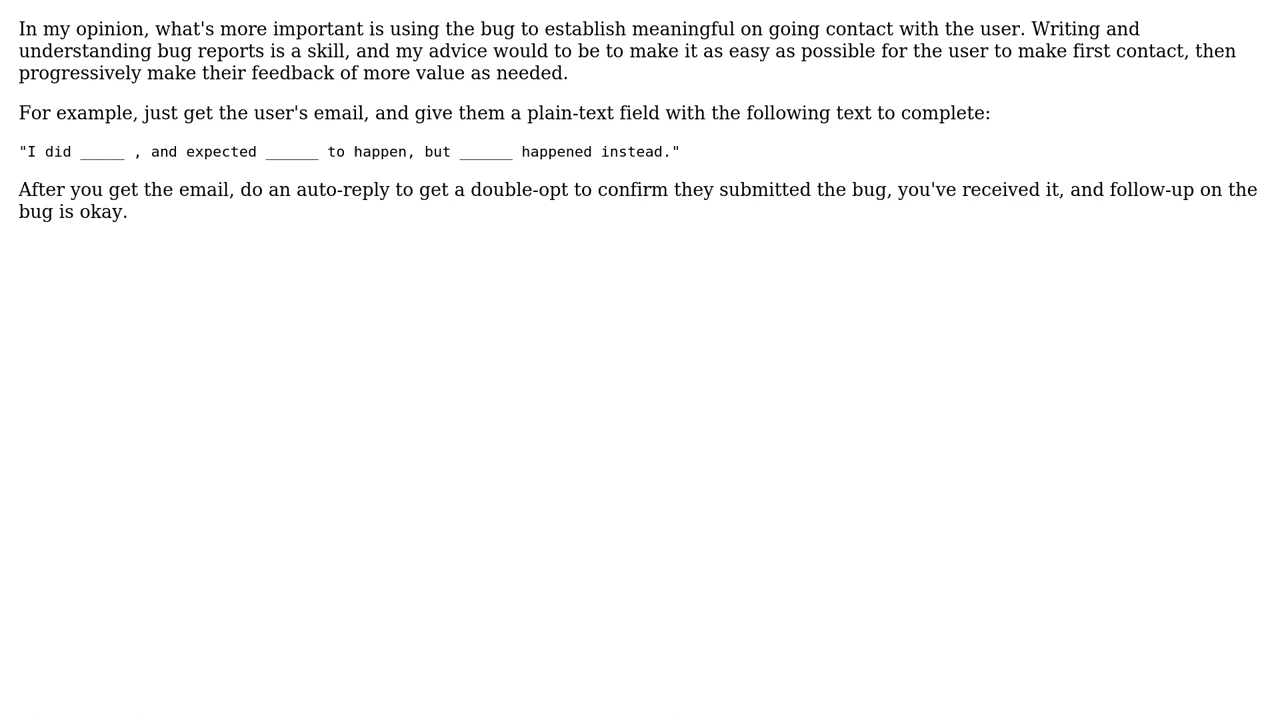 In my opinion, what's more important is using the bug to establish meaningful on going contact with the user. Writing and
understanding bug reports is a skill, and my advice would to be to make it as easy as possible for the user to make first contact, then
progressively make their feedback of more value as needed.
For example, just get the user's email, and give them a plain-text field with the following text to complete:
"I did _____ , and expected ______ to happen, but ______ happened instead."
After you get the email, do an auto-reply to get a double-opt to confirm they submitted the bug, you've received it, and follow-up on the
bug is okay.